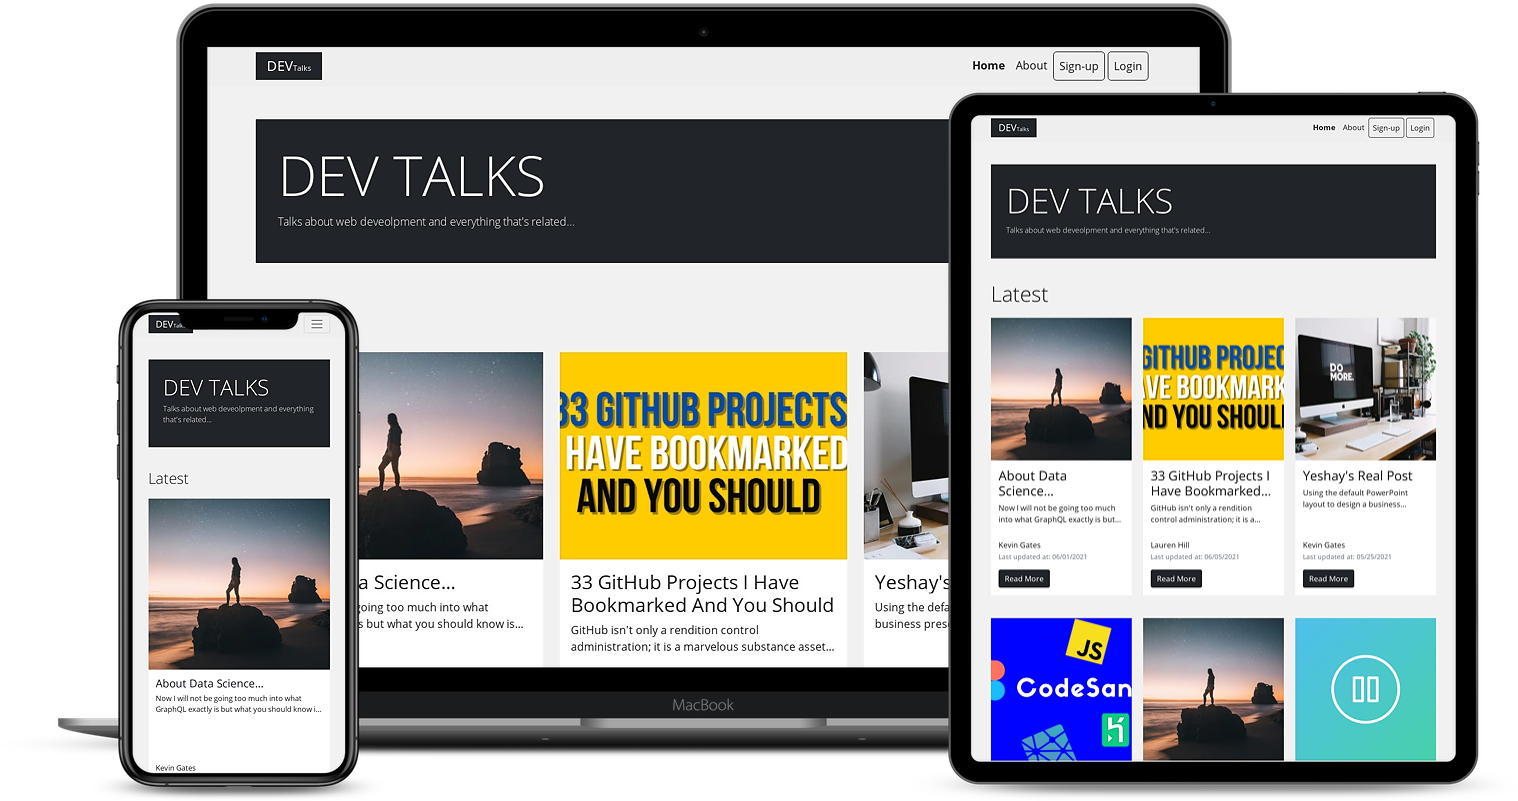 DEVTalks
Home About Sign-up Login
DEV TALKS
Talks about web deveolpment and everything that's related...
33 GITHUB PROJECTS
HAVE BOOKMARKED
AND YOU SHOULD
a Science...
going too much into what
s but what you should know is...
33 GitHub Projects I Have
Bookmarked And You Should
GitHub isn't only a rendition control
administration; it is a marvelous substance asset...
Yeshay's
Using the defa
business pres
MacBook
DEVTalks
DEV TALKS
Talks about web deveolpment and everything
that's related...
Latest
About Data Science...
Now I will not be going too much into what
GraphQL exactly is but what you should know i...
Kevin Gates
DEVTalks
Home About Sign-up Login
DEV TALKS
Talks about web deveolpment and everything that's related...
Latest
GITHUB PROJEC
AVE BOOKMARK
ND YOU SHOUL
DO
MORE.
About Data
Science...
Now I will not be going too much
into what GraphQL exactly is but...
Kevin Gates
Last updated at: 06/01/2021
Read More
33 GitHub Projects I
Have Bookmarked...
GitHub isn't only a rendition
control administration; it is a...
Lauren Hill
Last updated at: 06/05/2021
Read More
Yeshay's Real Post
Using the default PowerPoint
layout to design a business...
Kevin Gates
Last updated at: 05/25/2021
Read More
JS
CodeSan